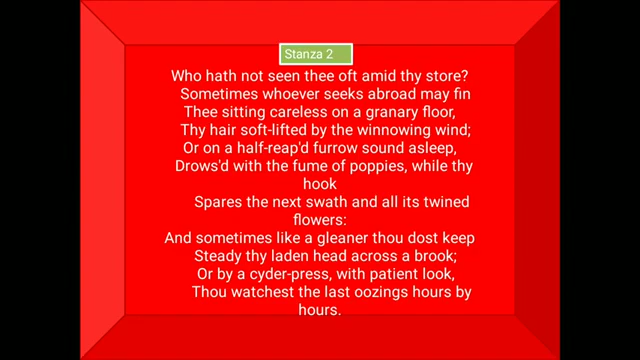 Stanza 2
Who hath not seen thee oft amid thy store?
Sometimes whoever seeks abroad may fin
Thee sitting careless on a granary floor,
Thy hair soft-lifted by the winnowing wind;
Or on a half-reap'd furrow sound asleep,
Drows'd with the fume of poppies, while thy
hook
Spares the next swath and all its twined
flowers:
And sometimes like a gleaner thou dost keep
Steady thy laden head across a brook;
Or by a cyder-press, with patient look,
Thou watchest the last oozings hours by
hours.